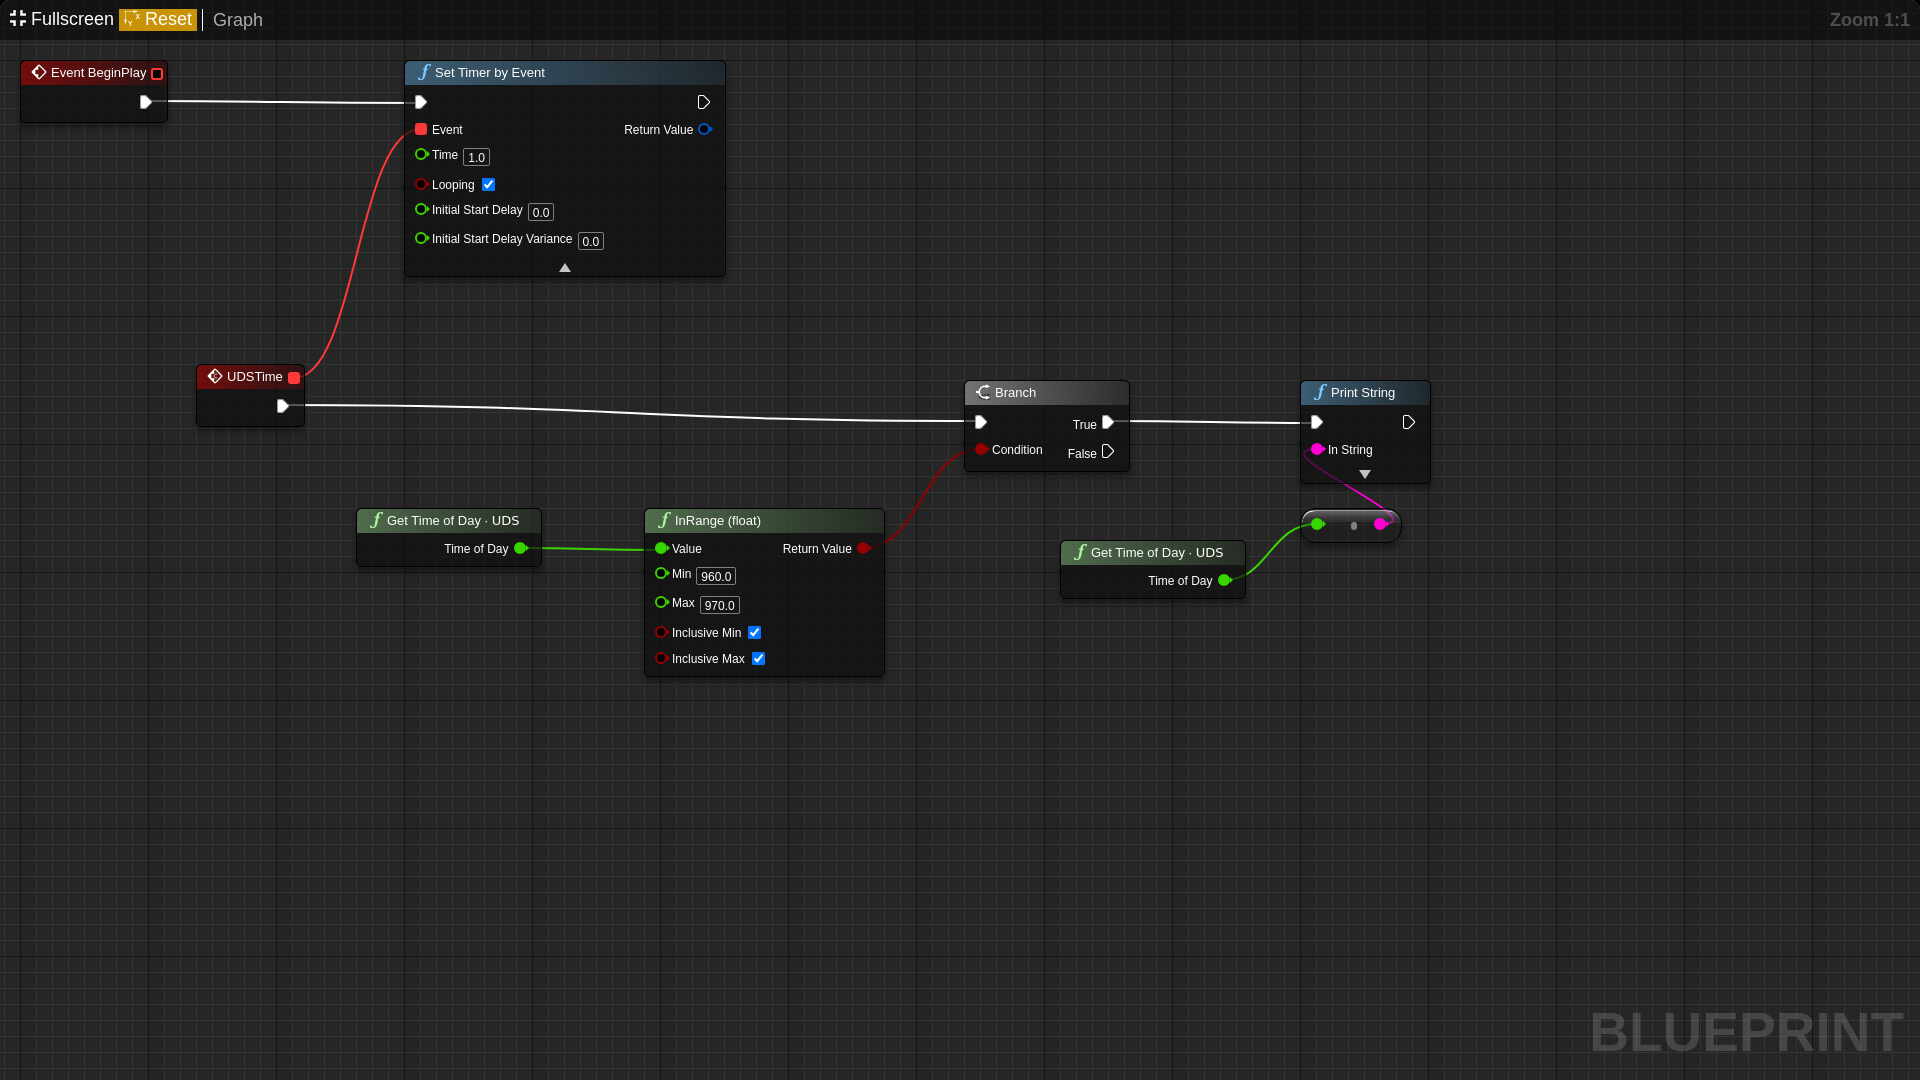 Fullscreen Reset Graph
Zoom 1:1
Event BeginPlay
Set Timer by Event
Event
Return Value
Time 1.0
Looping
Initial Start Delay 0.0
Initial Start Delay Variance 0.0
UDSTime
Branch
True
Condition
False
Print String
In String
Get Time of Day · UDS
Time of Day
InRange (float)
Value
Return Value
Min 960.0
Max 970.0
Inclusive Min
Inclusive Max
Get Time of Day · UDS
Time of Day
BLUEPRINT